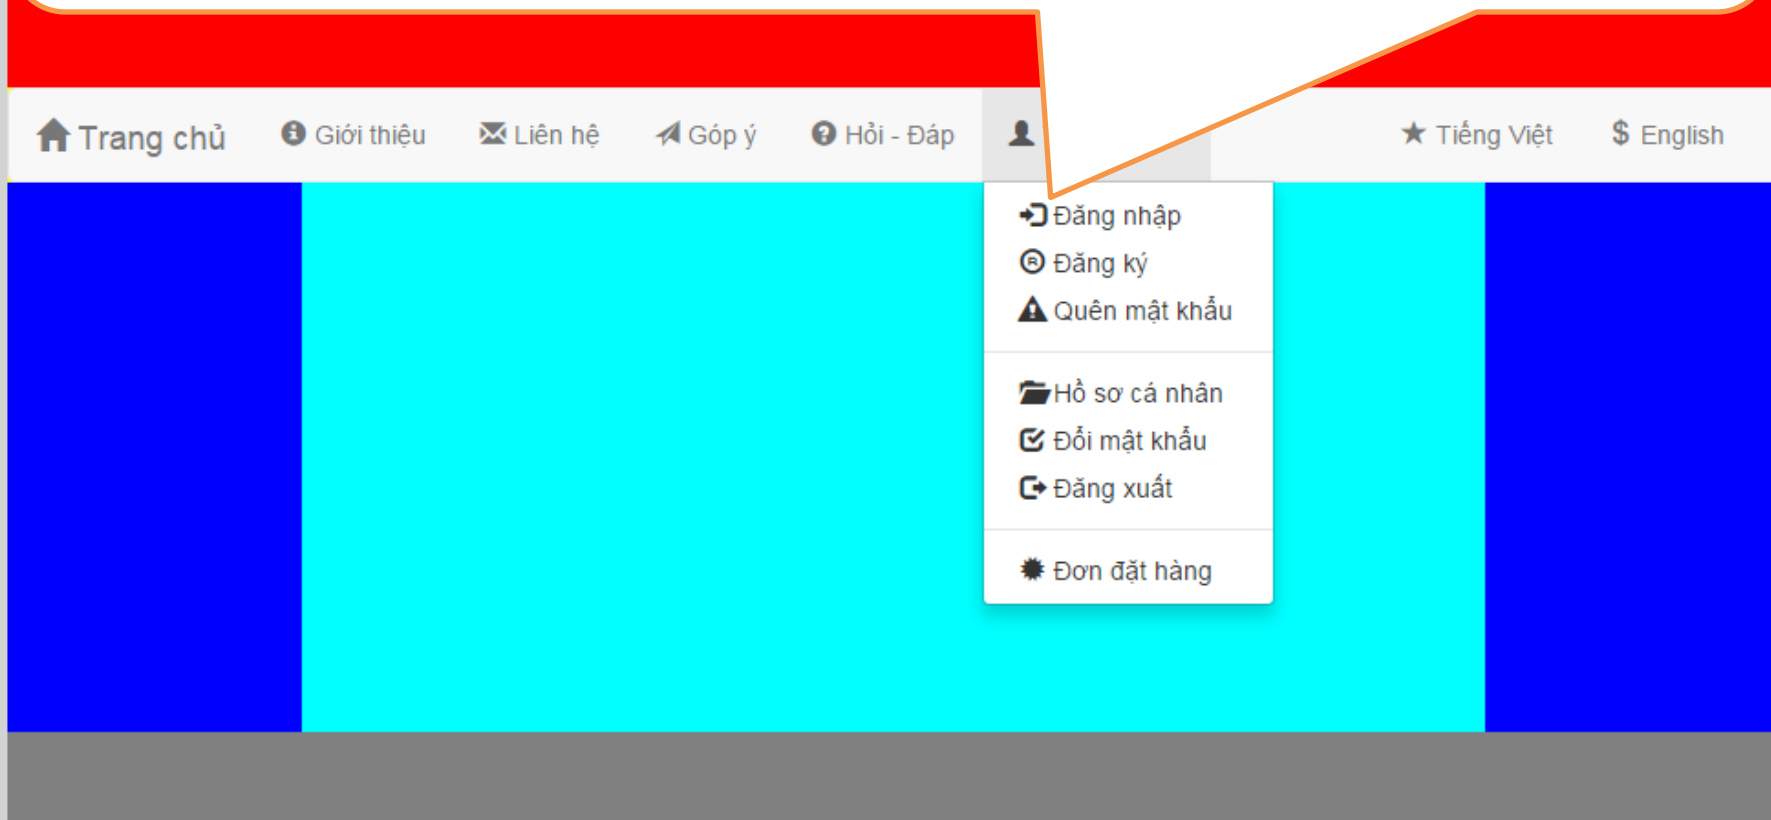 Trang chủ Giới thiệu Liên hệ Góp ý Hỏi - Đáp Tiếng Việt $ English
Đăng nhập
Đăng ký
Quên mật khẩu
Hồ sơ cá nhân
Đổi mật khẩu
Đăng xuất
Đơn đặt hàng